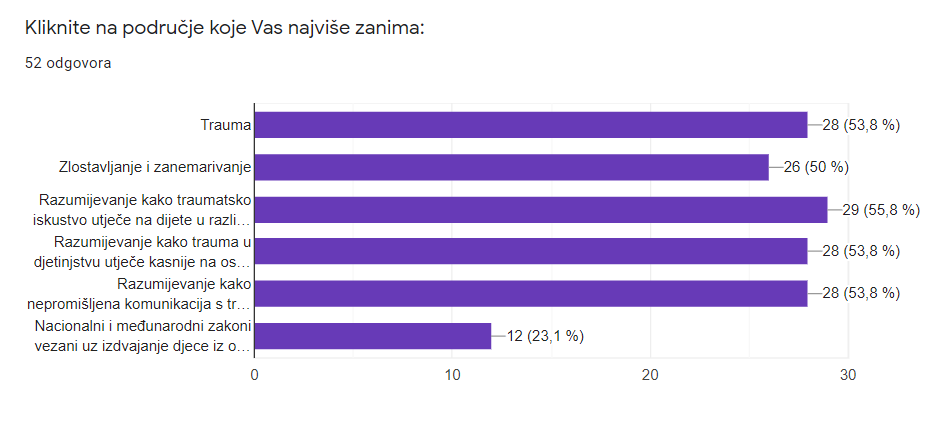 Kliknite na područje koje Vas najviše zanima:
52 odgovora
Trauma
28 (53,8 %)
Zlostavljanje i zanemarivanje
26 (50 %)
Razumijevanje kako traumatsko
iskustvo utječe na dijete u razli…
29 (55,8 %)
Razumijevanje kako trauma u
djetinjstvu utječe kasnije na os…
28 (53,8 %)
Razumijevanje kako
nepromišljena komunikacija s tr…
28 (53,8 %)
Nacionalni i međunarodni zakoni
vezani uz izdvajanje djece iz o…
12 (23,1 %)
0 10 20 30